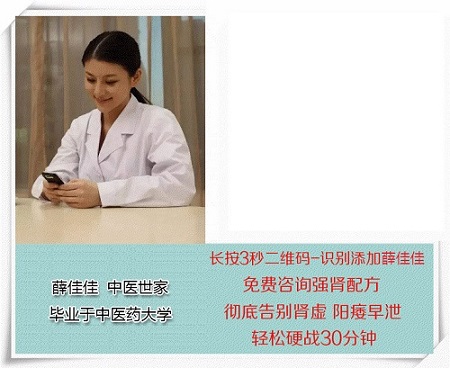 薛佳佳 中医世家
毕业于中医药大学
长按3秒二维码-识别添加薛佳佳
免费咨询强肾配方
彻底告别肾虚 阳痿早泄
轻松硬战30分钟